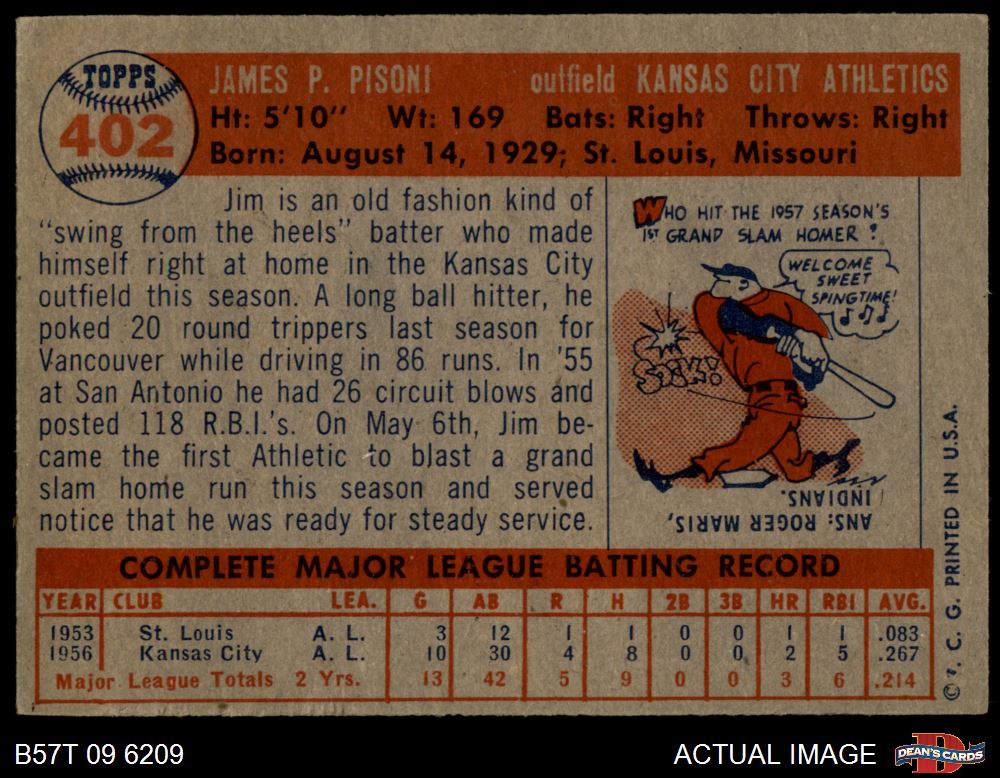 TOPPS
402
JAMES P. PISONI outfield KANSAS CITY ATHLETICS
Ht: 5'10'' Wt: 169 Bats: Right Throws: Right
Born: August 14, 1929; St. Louis, Missouri
Jim is an old fashion kind of
"swing from the heels" batter who made
himself right at home in the Kansas City
outfield this season. A long ball hitter, he
poked 20 round trippers last season for
Vancouver while driving in 86 runs. In '55
at San Antonio he had 26 circuit blows and
posted 118 R.B.I.'s. On May 6th, Jim be-
came the first Athletic to blast a grand
slam home run this season and served
notice that he was ready for steady service.
WHO HIT THE 1957 SEASON'S
1ST GRAND SLAM HOMER?
WELCOME
SWEET
SPINGTIME!
SOCK!
ANS: ROGER MARIS,
INDIANS.
COMPLETE MAJOR LEAGUE BATTING RECORD
YEAR CLUB LEA. G AB R H 2B 3B HR RBI AVG.
1953 St. Louis A. L. 3 12 1 1 0 0 1 1 .083
1956 Kansas City A. L. 10 30 4 8 0 0 2 5 .267
Major League Totals 2 Yrs. 13 42 5 9 0 0 3 6 .214
© T. C. G. PRINTED IN U.S.A.
B57T 09 6209 ACTUAL IMAGE
DEAN'S CARDS